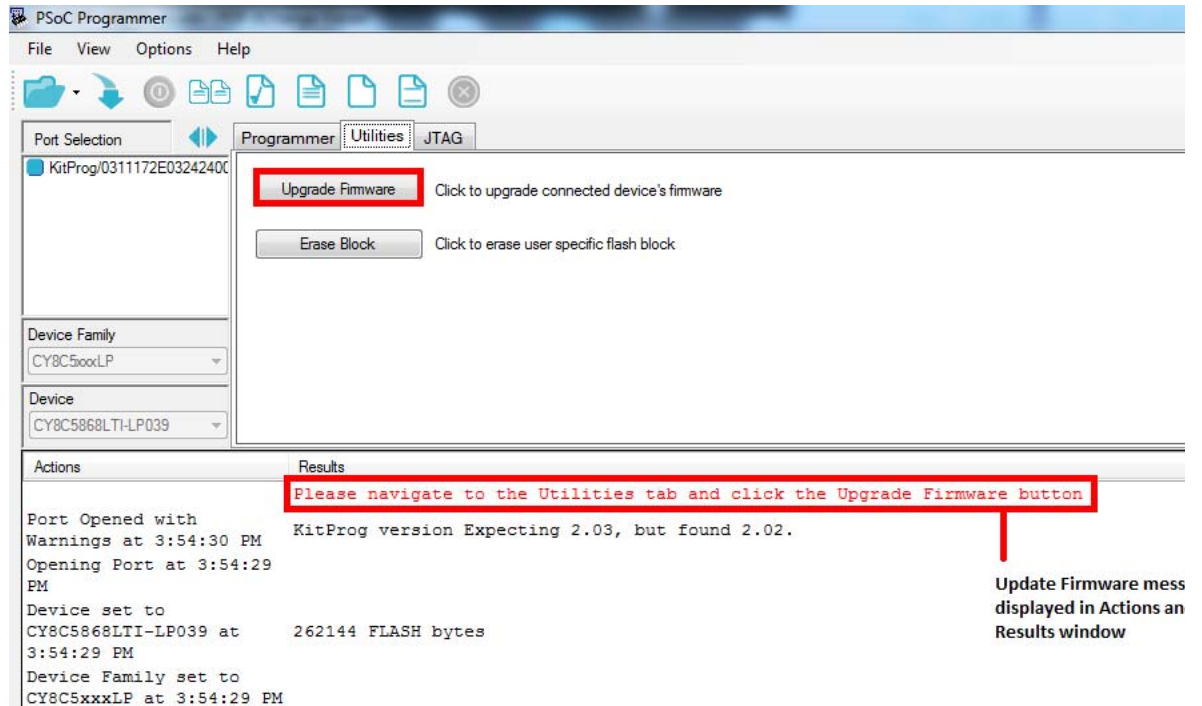 PSoC Programmer
File View Options Help
Port Selection
Programmer Utilities JTAG
KitProg/0311172E03242400
Upgrade Firmware Click to upgrade connected device's firmware
Erase Block Click to erase user specific flash block
Device Family
CY8C5xxxLP
Device
CY8C5868LTI-LP039
Actions Results
Please navigate to the Utilities tab and click the Upgrade Firmware button
Port Opened with
Warnings at 3:54:30 PM
KitProg version Expecting 2.03, but found 2.02.
Opening Port at 3:54:29
PM
Device set to
CY8C5868LTI-LP039 at 262144 FLASH bytes
3:54:29 PM
Device Family set to
CY8C5xxxLP at 3:54:29 PM
Update Firmware mess
displayed in Actions an
Results window